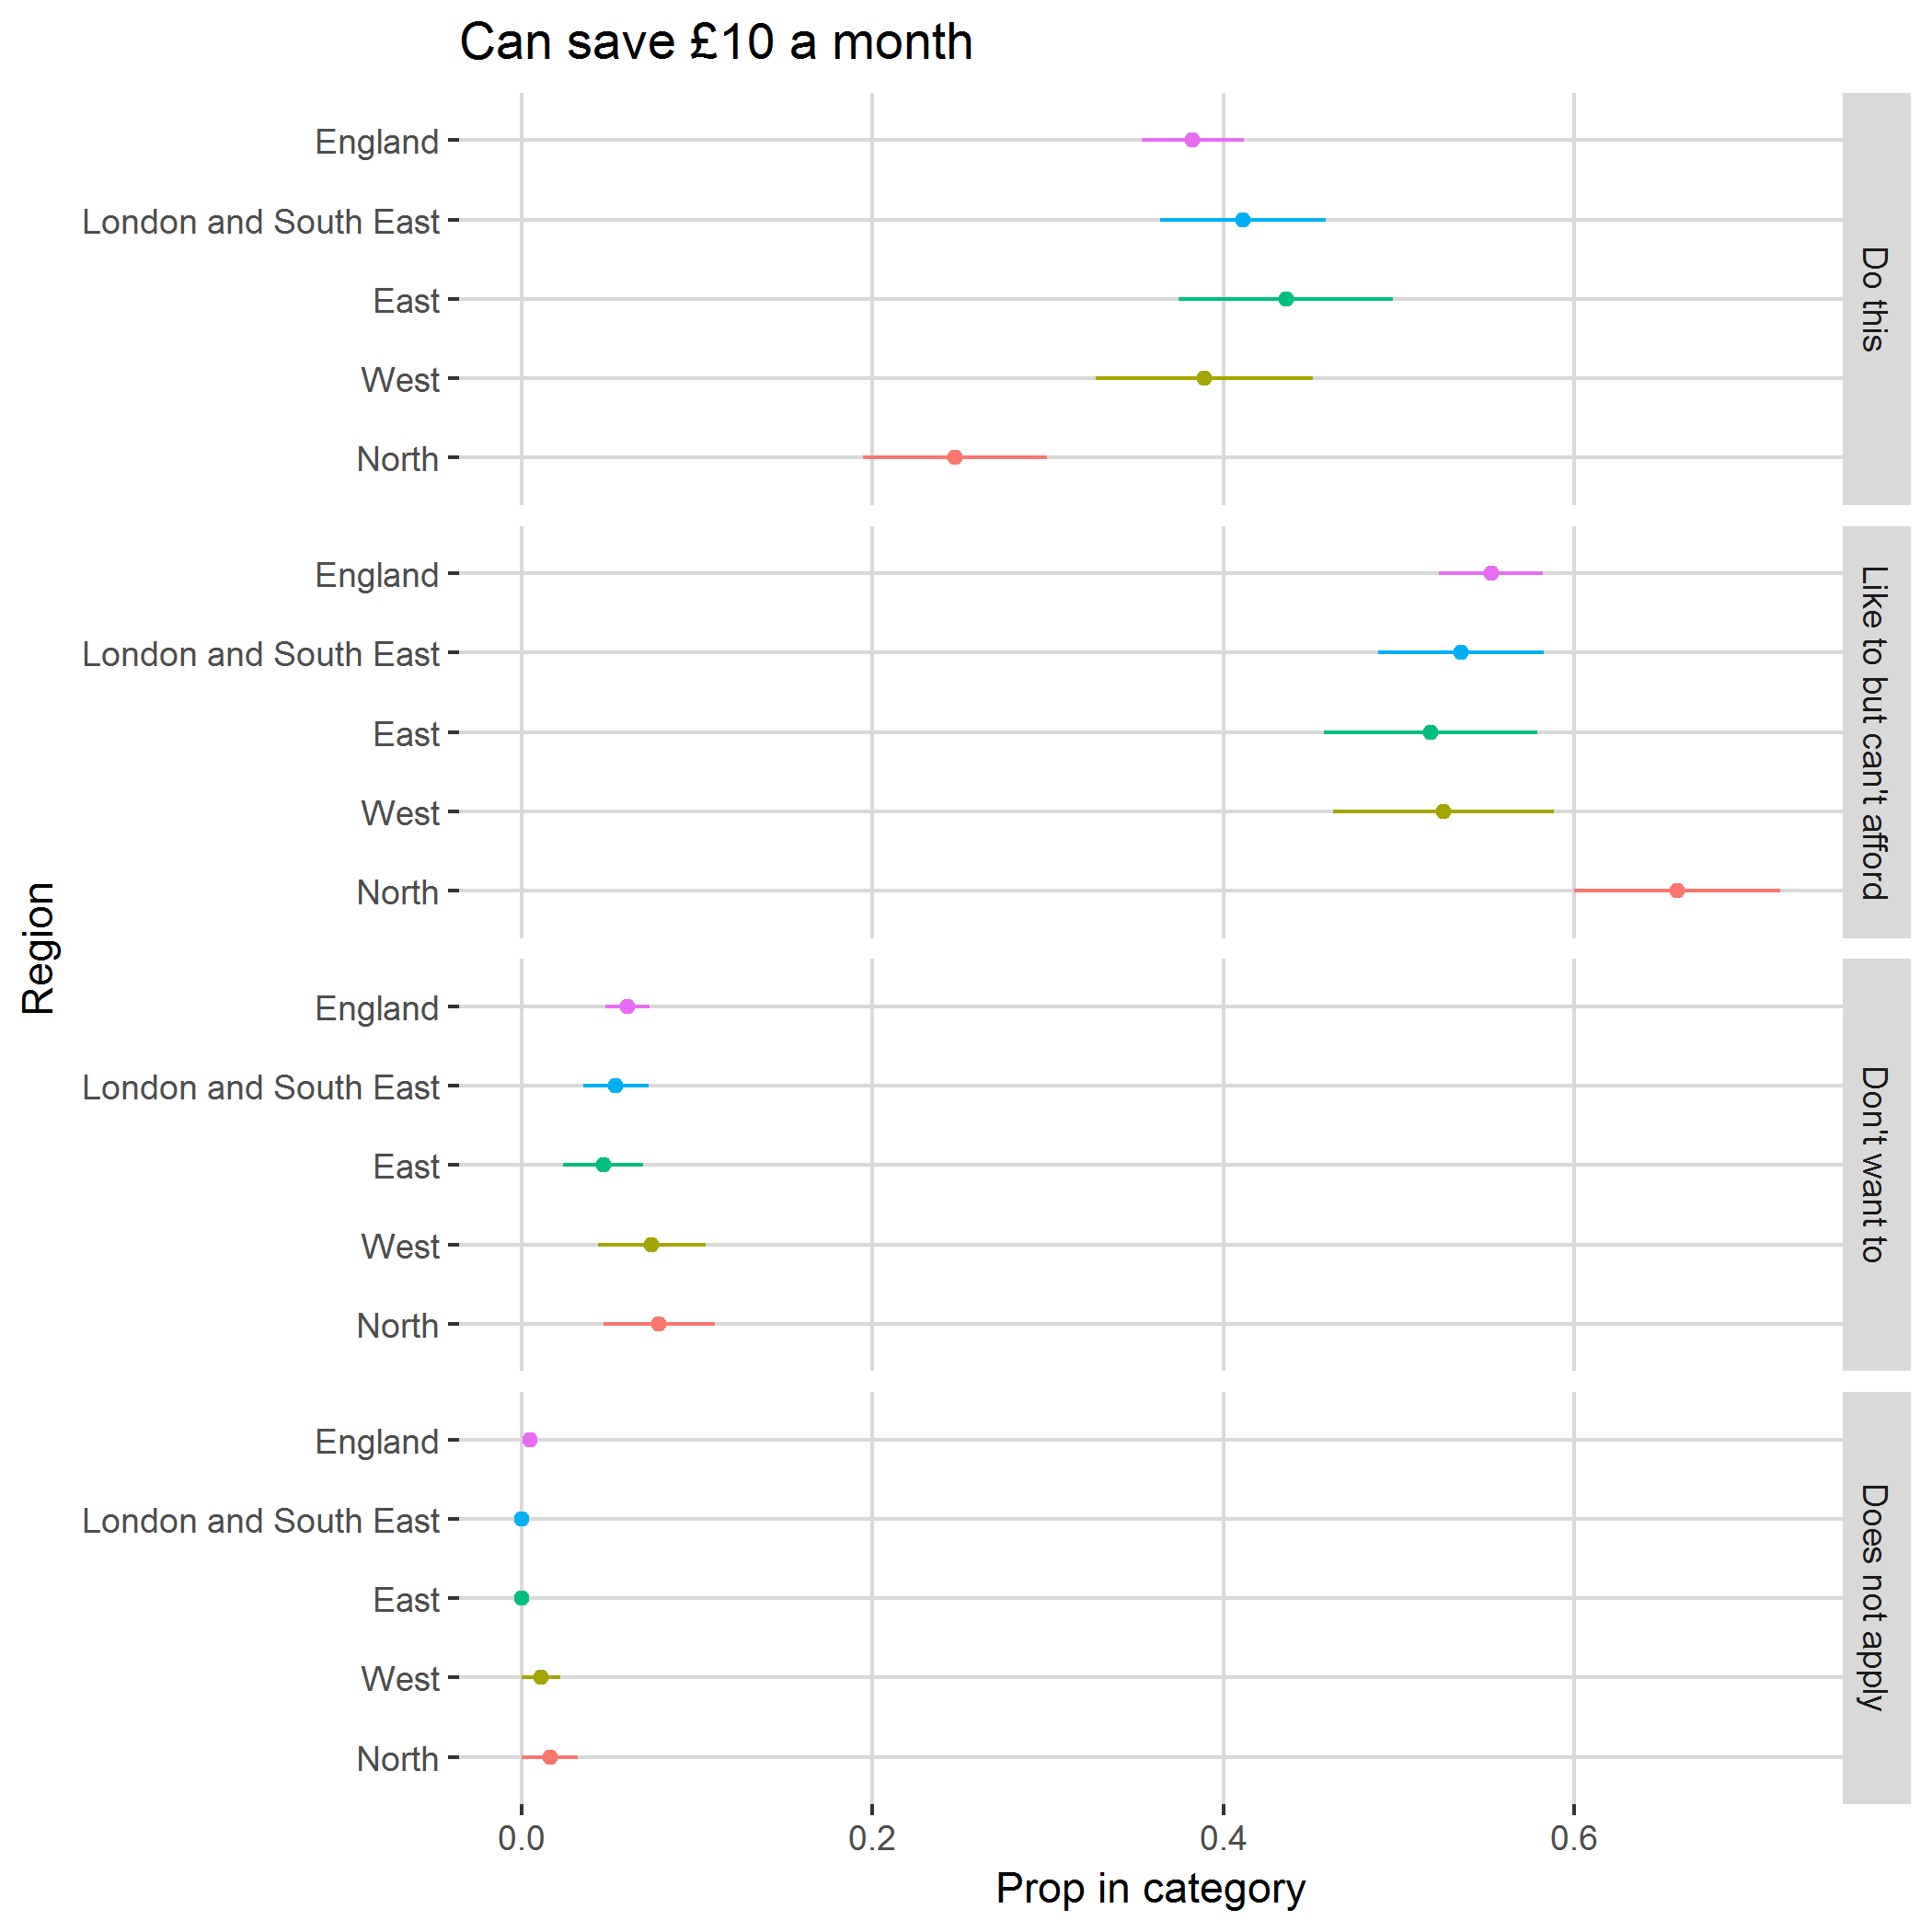 Can save £10 a month
England
London and South East
East
West
North
Do this
England
London and South East
East
West
North
Like to but can't afford
England
London and South East
East
West
North
Don't want to
England
London and South East
East
West
North
Does not apply
Region
0.0 0.2 0.4 0.6
Prop in category